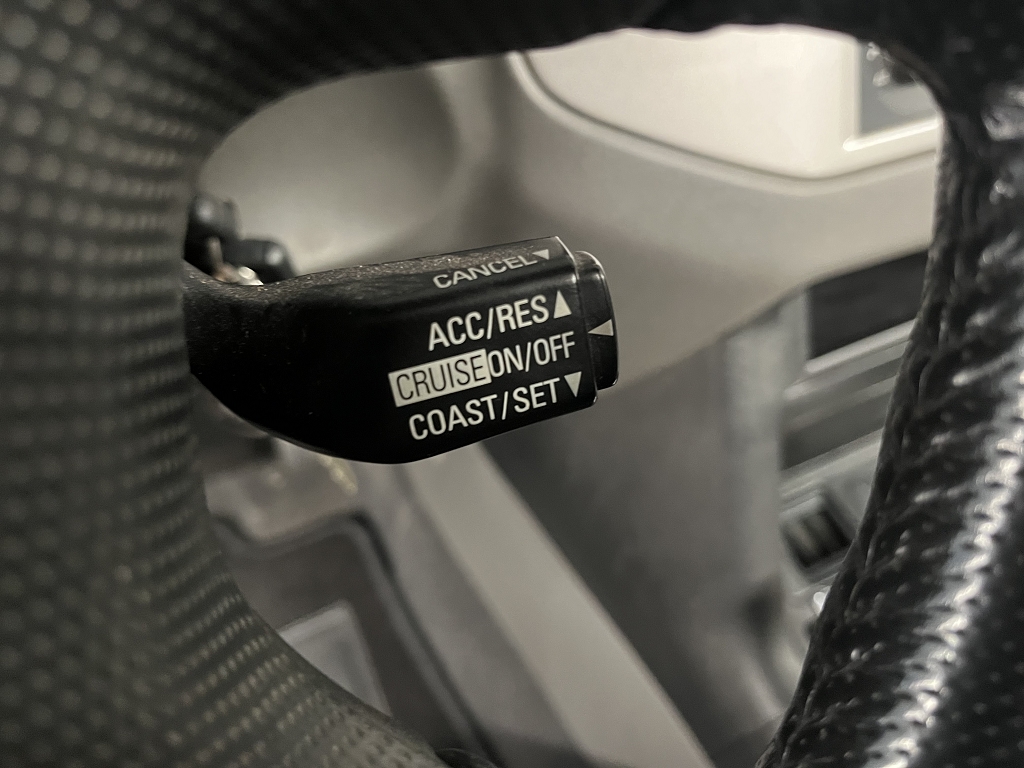 CANCEL▼
ACC/RES▲
CRUISE ON/OFF
COAST/SET▼